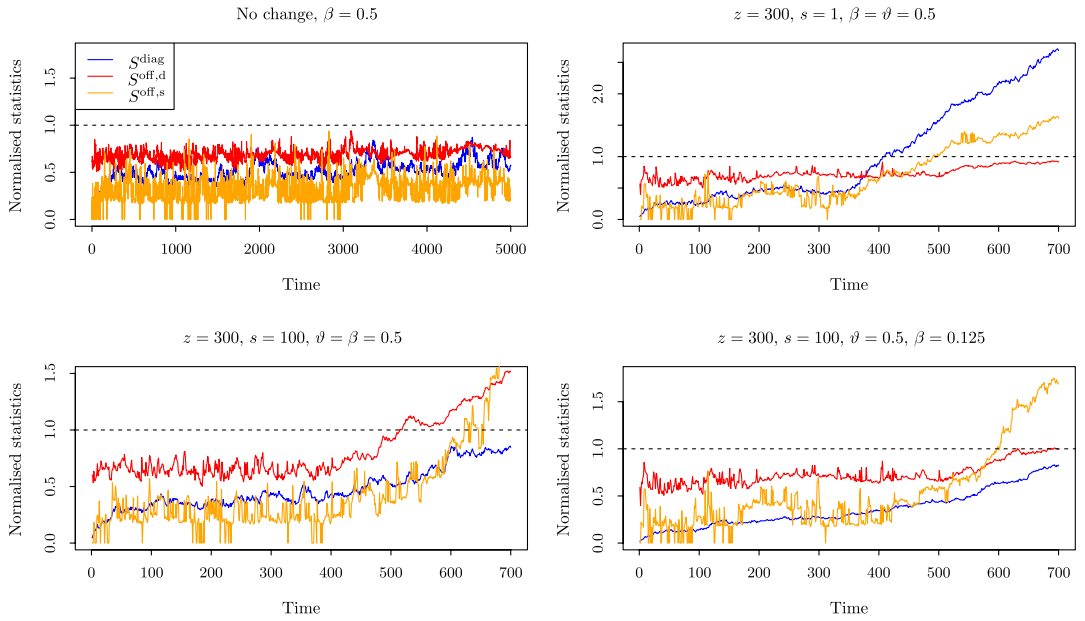 No change, β = 0.5
Normalised statistics
0.0 0.5 1.0 1.5
S^diag
S^off,d
S^off,s
0 1000 2000 3000 4000 5000
Time
z = 300, s = 1, β = ϑ = 0.5
Normalised statistics
0.0 1.0 2.0
0 100 200 300 400 500 600 700
Time
z = 300, s = 100, ϑ = β = 0.5
Normalised statistics
0.0 0.5 1.0 1.5
0 100 200 300 400 500 600 700
Time
z = 300, s = 100, ϑ = 0.5, β = 0.125
Normalised statistics
0.0 0.5 1.0 1.5
0 100 200 300 400 500 600 700
Time